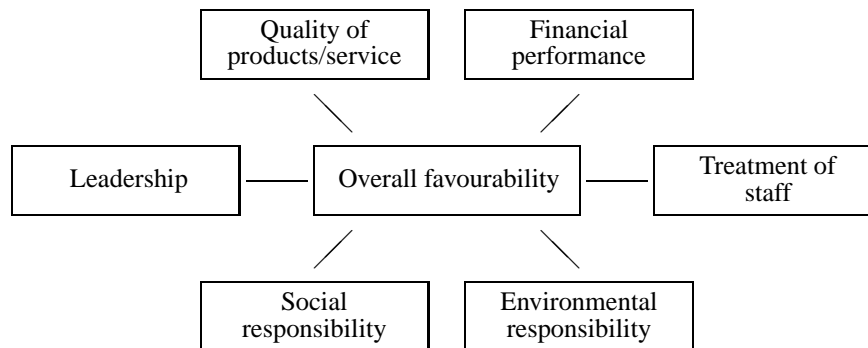 Quality of
products/service
Financial
performance
Leadership
Overall favourability
Treatment of
staff
Social
responsibility
Environmental
responsibility